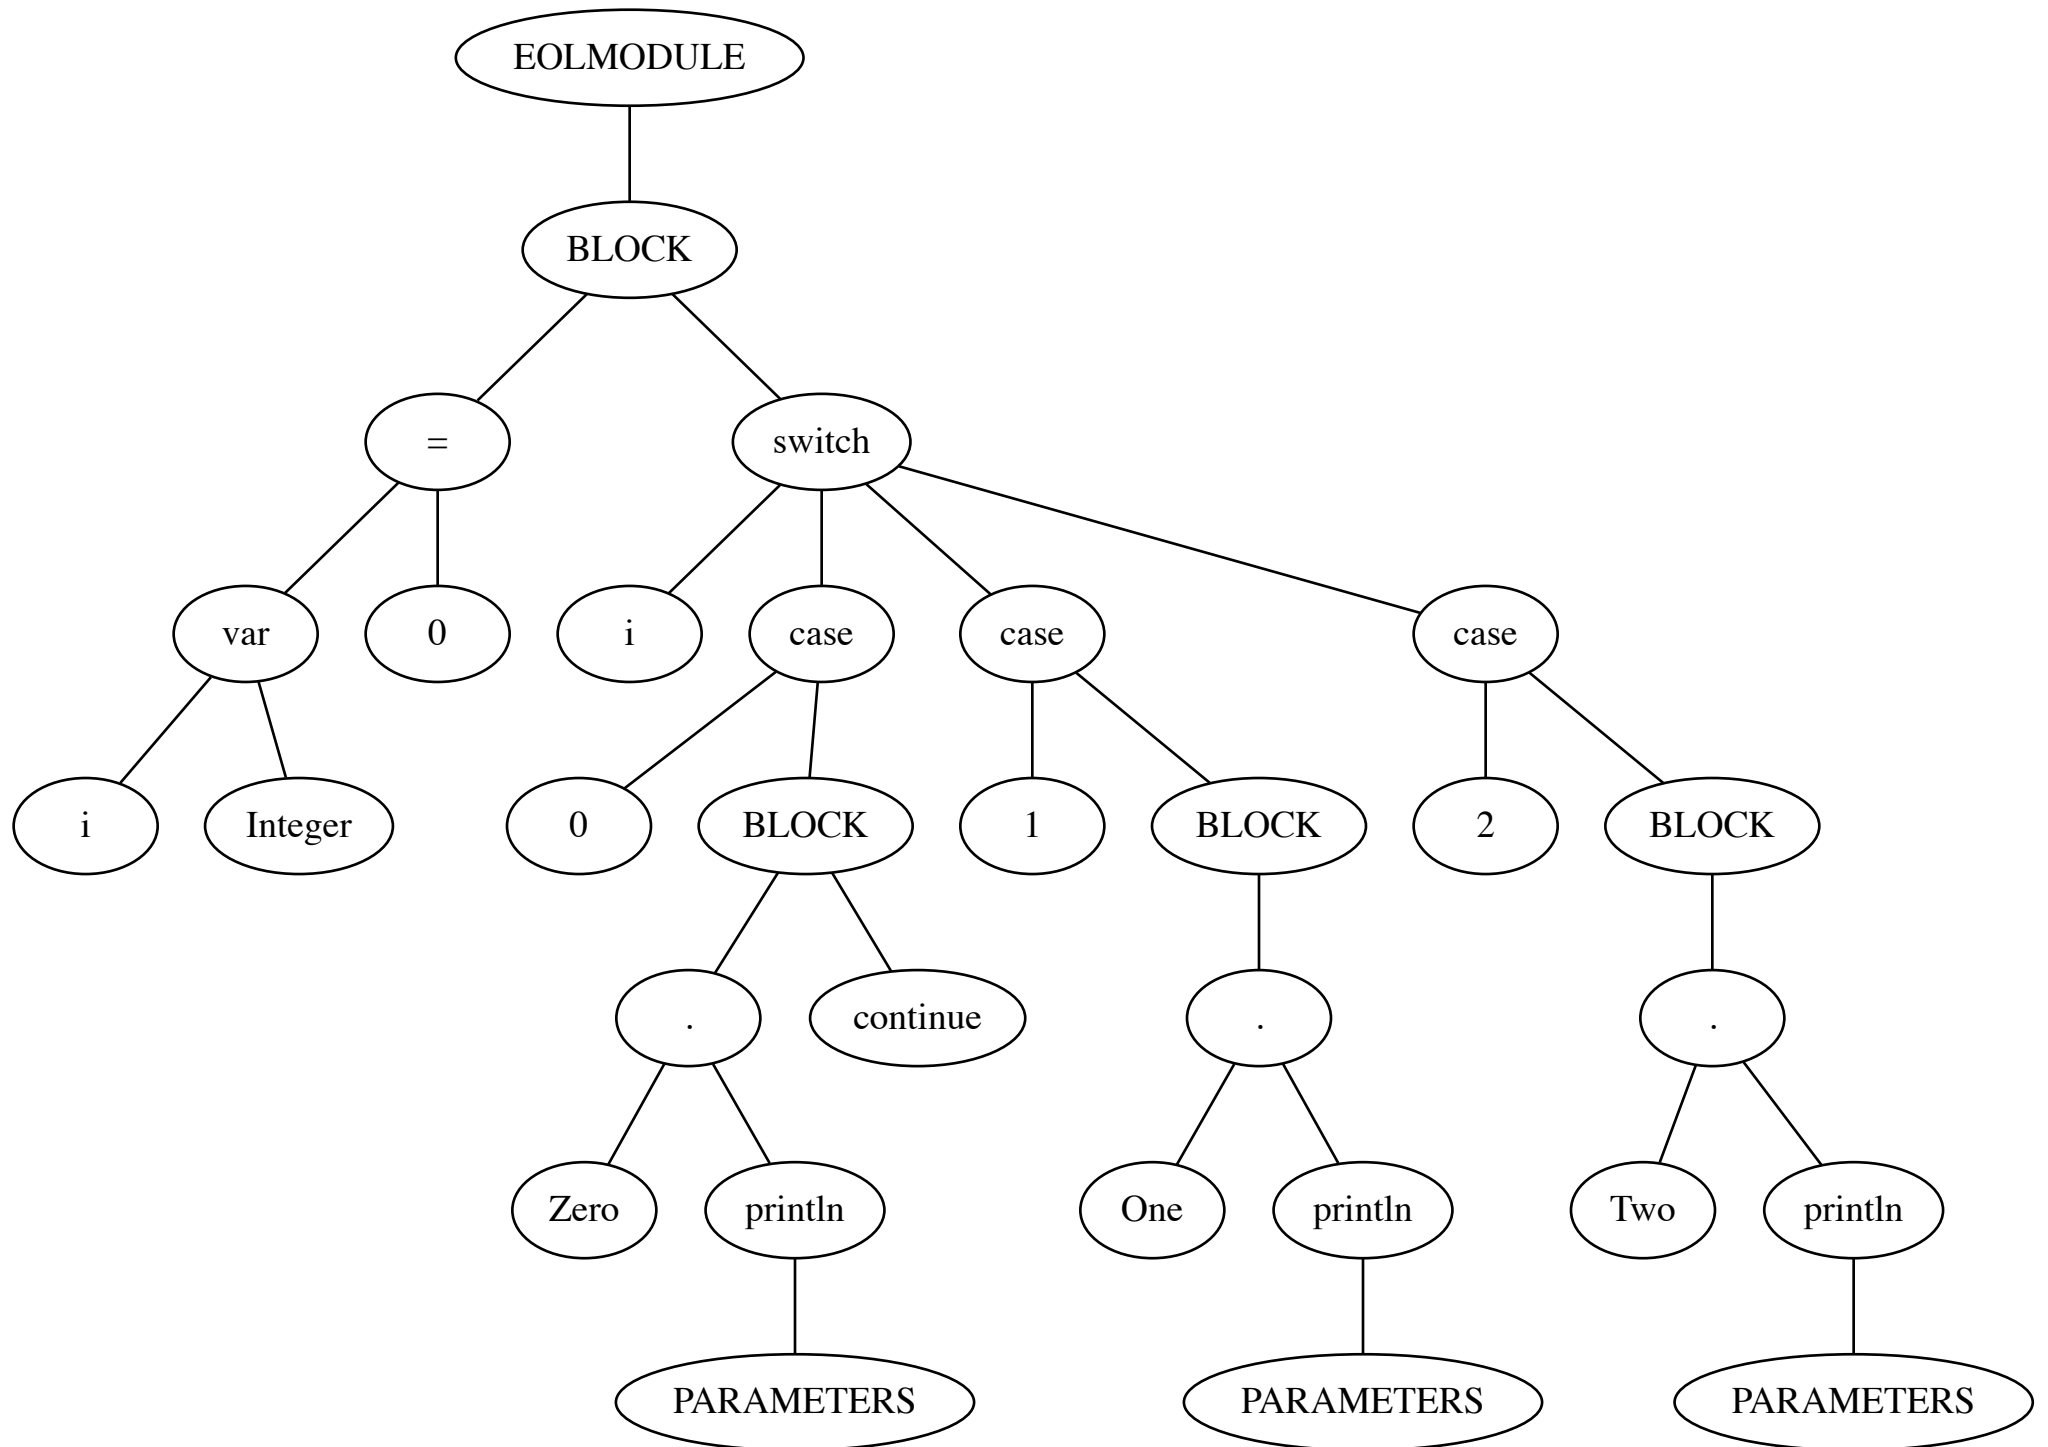 EOLMODULE
BLOCK
= switch
var 0 i case case case
i Integer 0 BLOCK 1 BLOCK 2 BLOCK
. continue . .
Zero println One println Two println
PARAMETERS PARAMETERS PARAMETERS